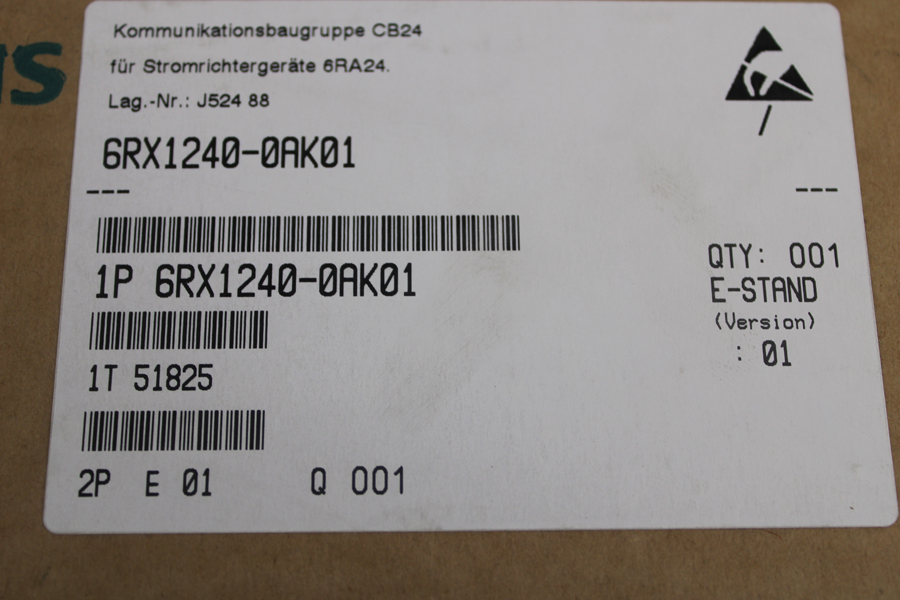 NS
Kommunikationsbaugruppe CB24
für Stromrichtergeräte 6RA24.
Lag.-Nr.: J524 88
6RX1240-0AK01
--- ---
1P 6RX1240-0AK01
QTY: 001
E-STAND
(Version)
: 01
1T 51825
2P E 01 Q 001